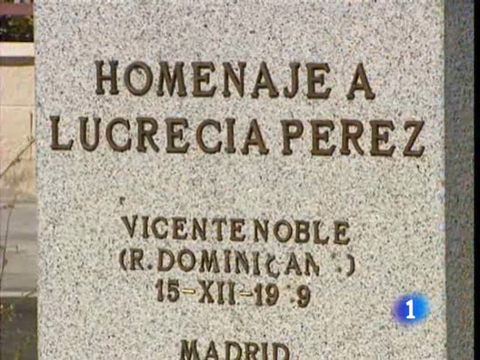 HOMENAJE A
LUCRECIA PEREZ
VICENTE NOBLE
(R. DOMINICAN )
15-XII-19 9
MADRID
1